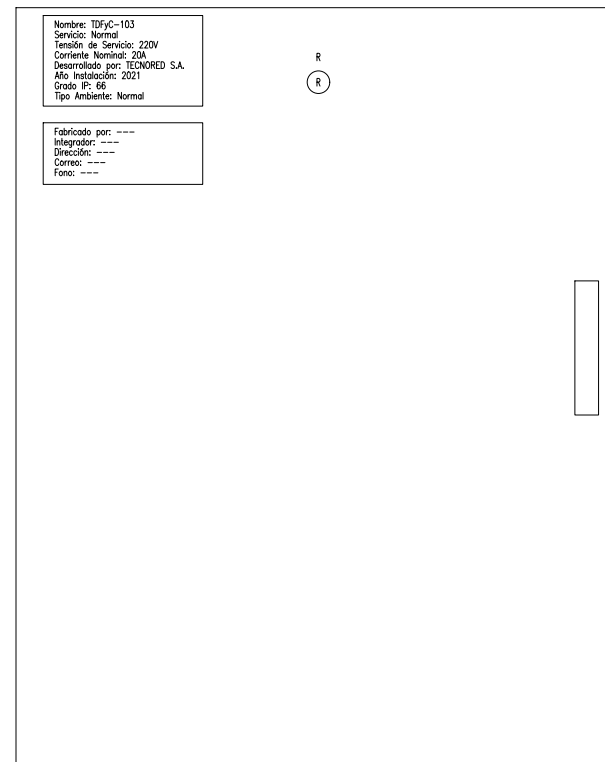 Nombre: TDFyC-103
Servicio: Normal
Tensión de Servicio: 220V
Corriente Nominal: 20A
Desarrollado por: TECNORED S.A.
Año Instalación: 2021
Grado IP: 66
Tipo Ambiente: Normal
R
R
Fabricado por: ---
Integrador: ---
Dirección: ---
Correo: ---
Fono: ---